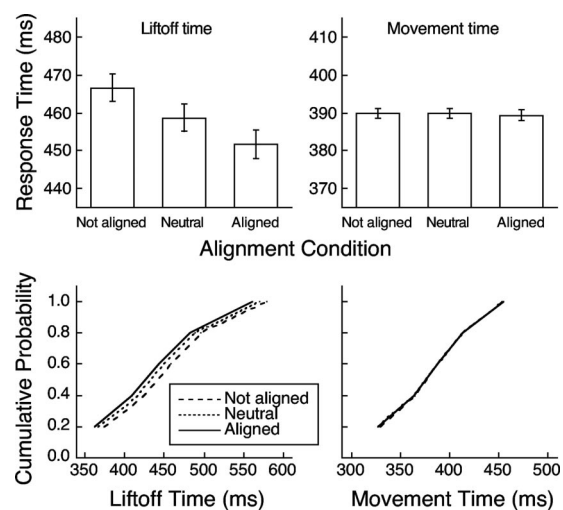 Liftoff time
Movement time
Response Time (ms)
480
470
460
450
440
410
400
390
380
370
Not aligned Neutral Aligned
Not aligned Neutral Aligned
Alignment Condition
Cumulative Probability
1.0
0.8
0.6
0.4
0.2
0.0
Not aligned
Neutral
Aligned
350 400 450 500 550 600
300 350 400 450 500
Liftoff Time (ms)
Movement Time (ms)